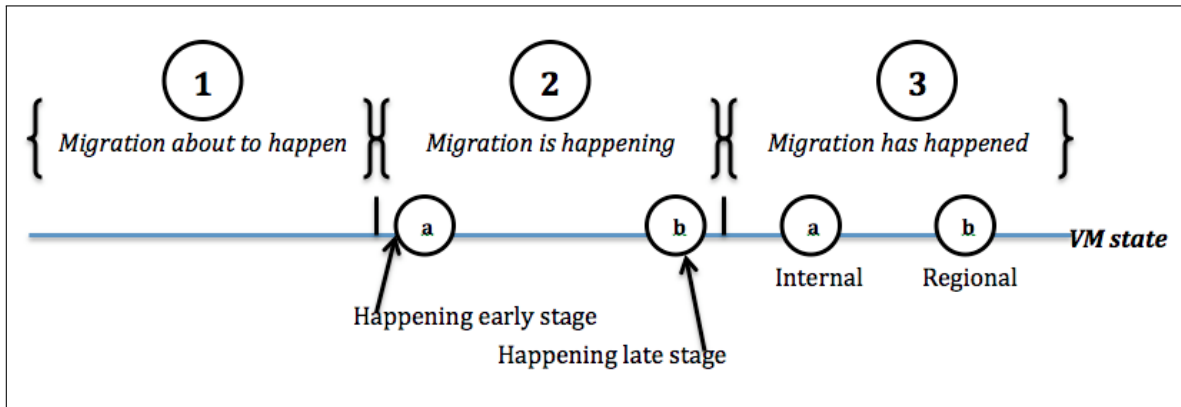 1
2
3
Migration about to happen
Migration is happening
Migration has happened
a
b
a
b
VM state
Internal
Regional
Happening early stage
Happening late stage